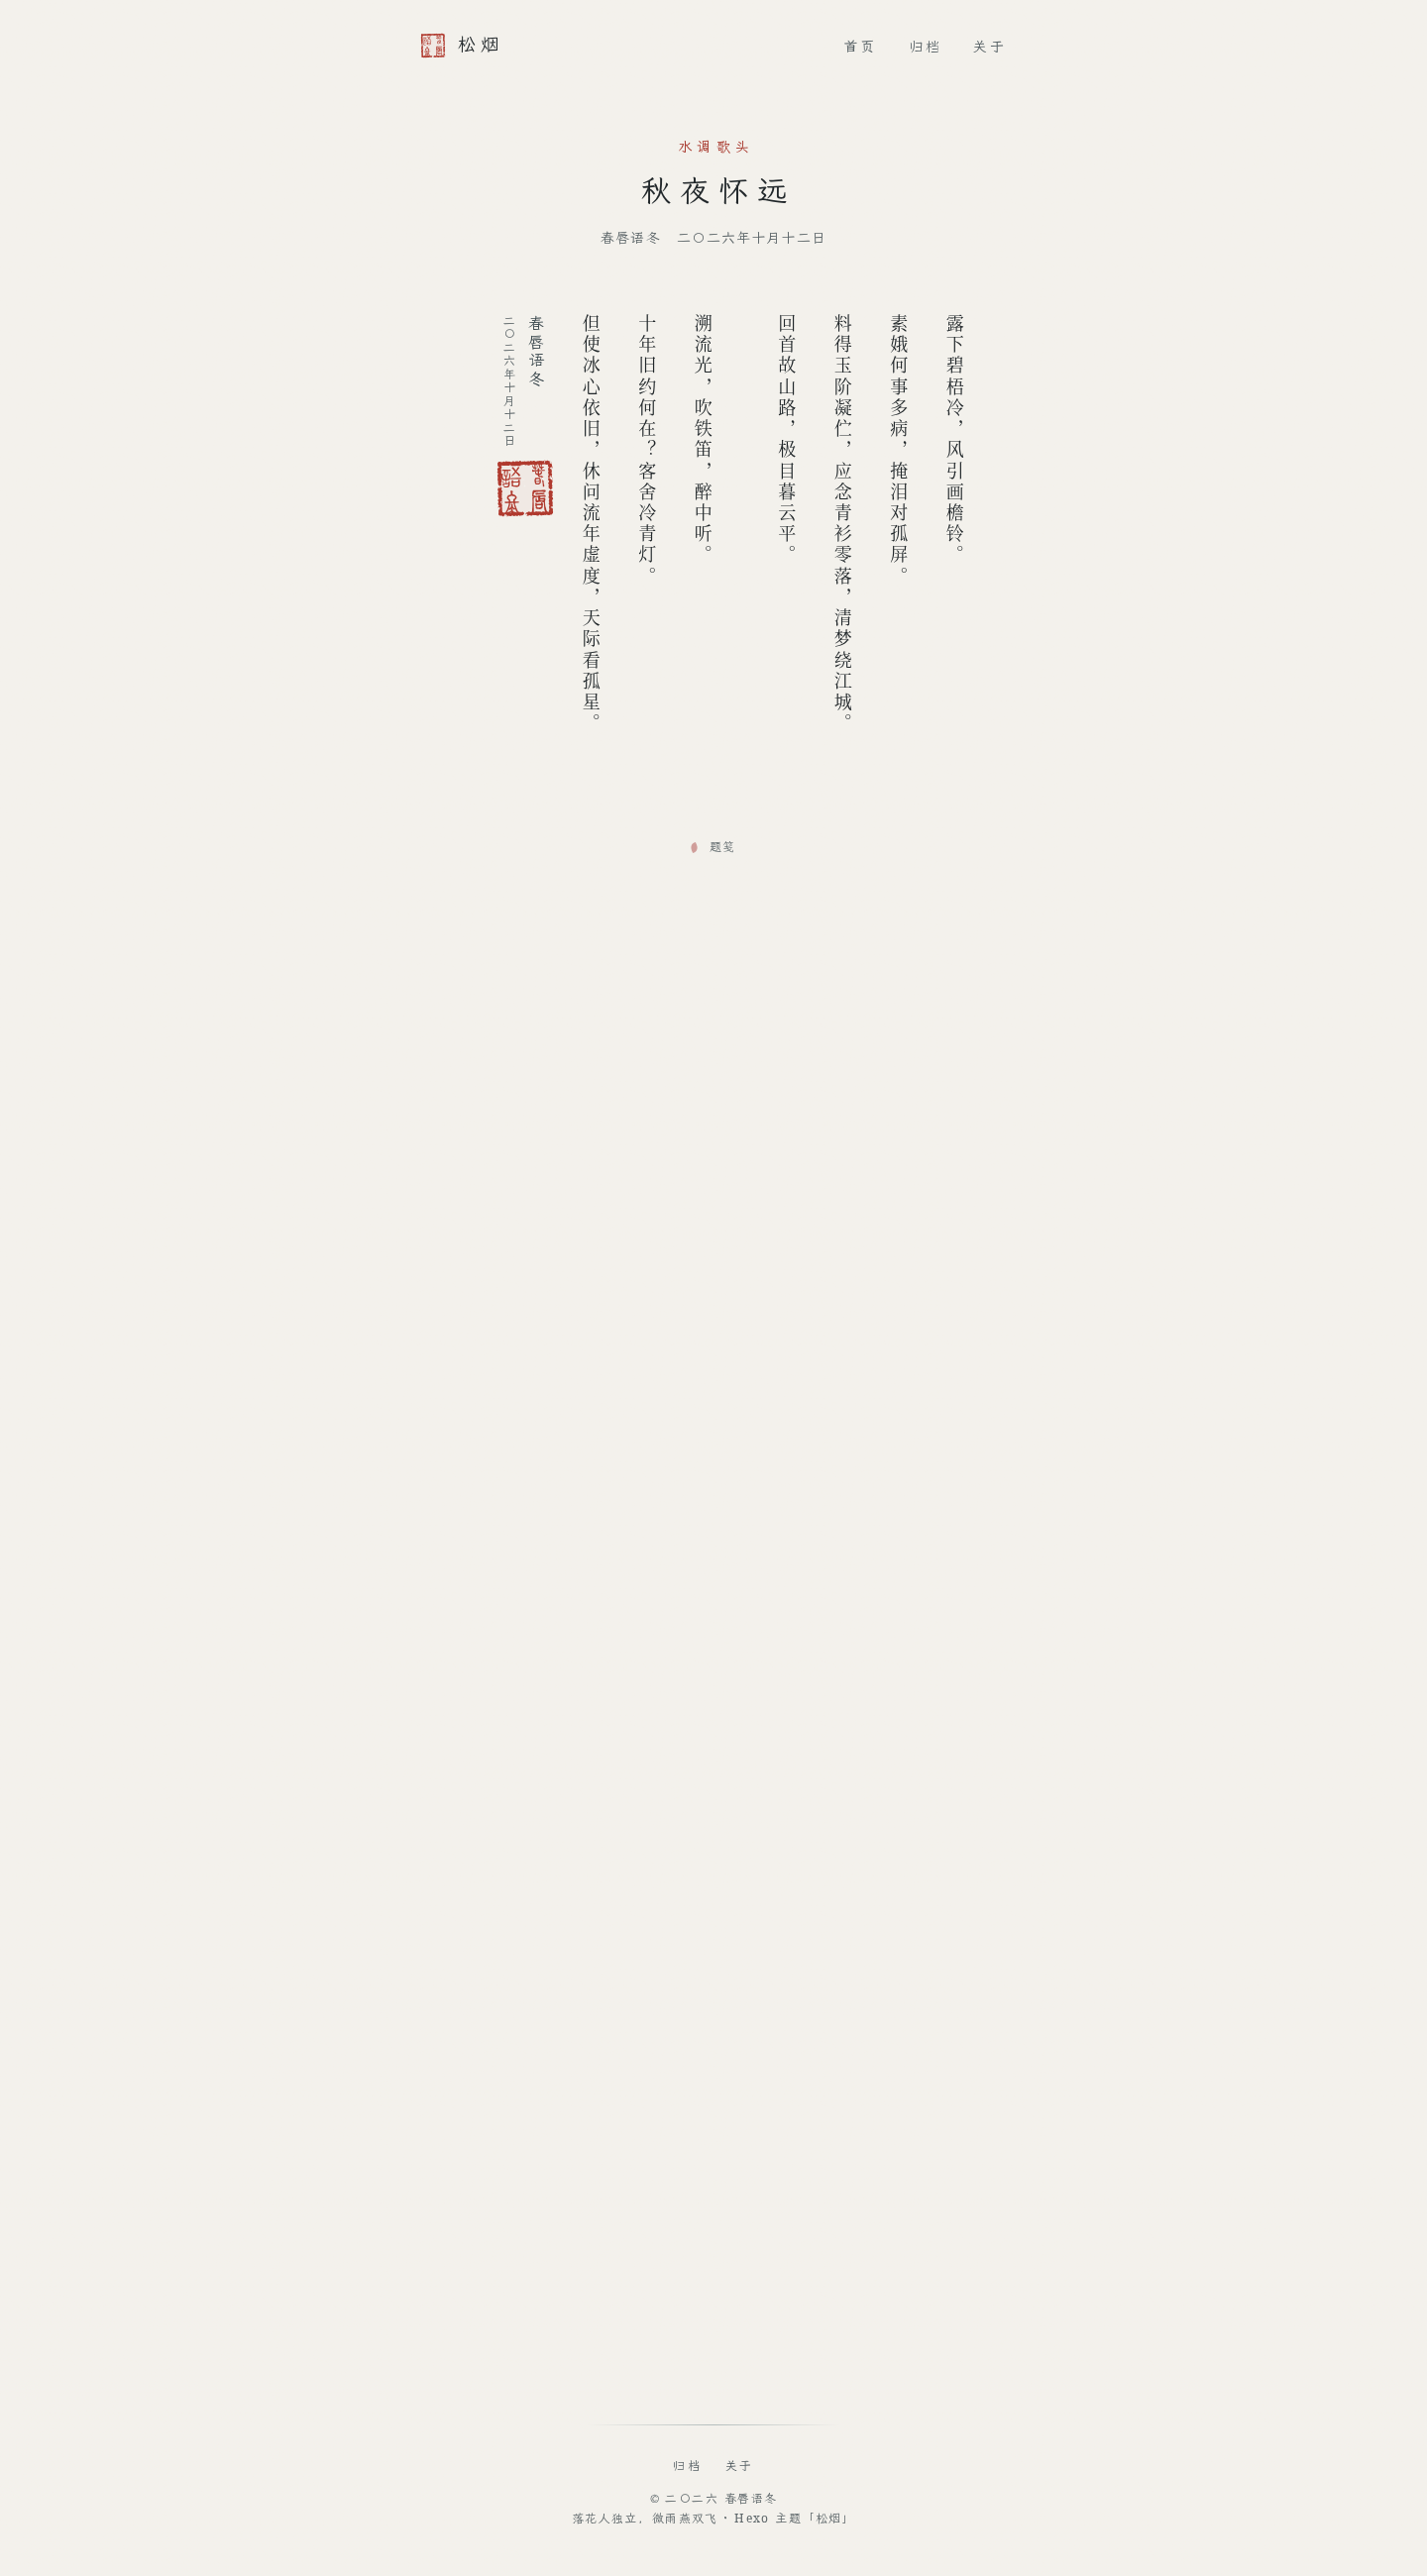 松烟
首页 归档 关于
水调歌头
秋夜怀远
春唇语冬 二〇二六年十月十二日
露下碧梧冷，风引画檐铃。
素娥何事多病，掩泪对孤屏。
料得玉阶凝伫，应念青衫零落，清梦绕江城。
回首故山路，极目暮云平。
溯流光，吹铁笛，醉中听。
十年旧约何在？客舍冷青灯。
但使冰心依旧，休问流年虚度，天际看孤星。
春唇语冬
二〇二六年十月十二日
题笺
归档 关于
© 二〇二六 春唇语冬
落花人独立，微雨燕双飞 · Hexo 主题「松烟」